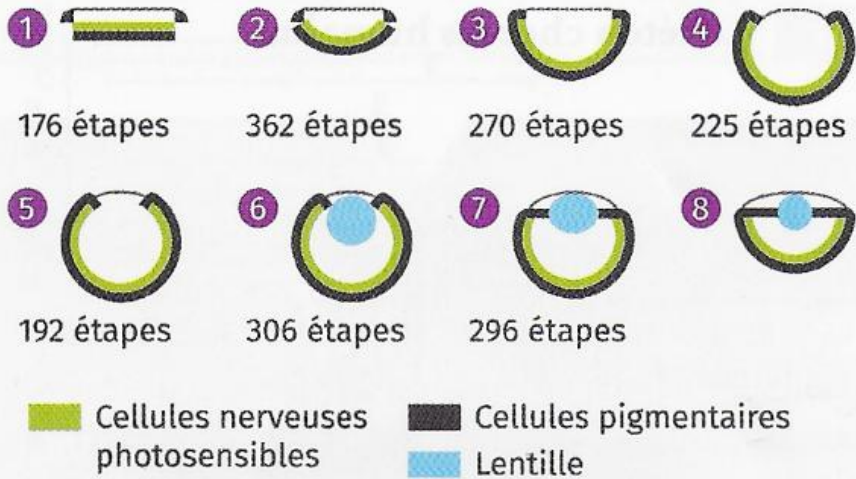 1 2 3 4
176 étapes 362 étapes 270 étapes 225 étapes
5 6 7 8
192 étapes 306 étapes 296 étapes
Cellules nerveuses
photosensibles
Cellules pigmentaires
Lentille